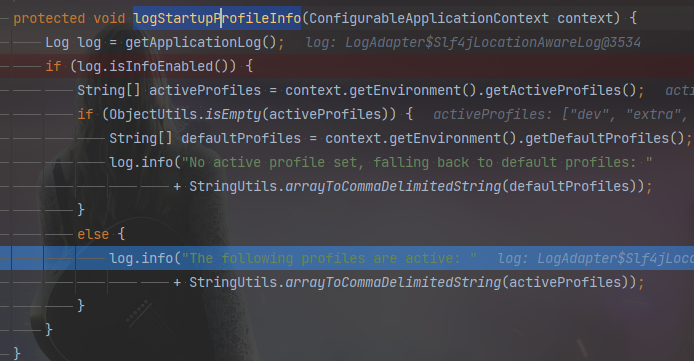 protected void logStartupProfileInfo(ConfigurableApplicationContext context) {
Log log = getApplicationLog();   log: LogAdapter$Slf4jLocationAwareLog@3534
if (log.isInfoEnabled()) {
String[] activeProfiles = context.getEnvironment().getActiveProfiles();   acti
if (ObjectUtils.isEmpty(activeProfiles)) {   activeProfiles: ["dev", "extra",
String[] defaultProfiles = context.getEnvironment().getDefaultProfiles();
log.info("No active profile set, falling back to default profiles: "
+ StringUtils.arrayToCommaDelimitedString(defaultProfiles));
}
else {
log.info("The following profiles are active: "   log: LogAdapter$Slf4jLoca
+ StringUtils.arrayToCommaDelimitedString(activeProfiles));
}
}
}